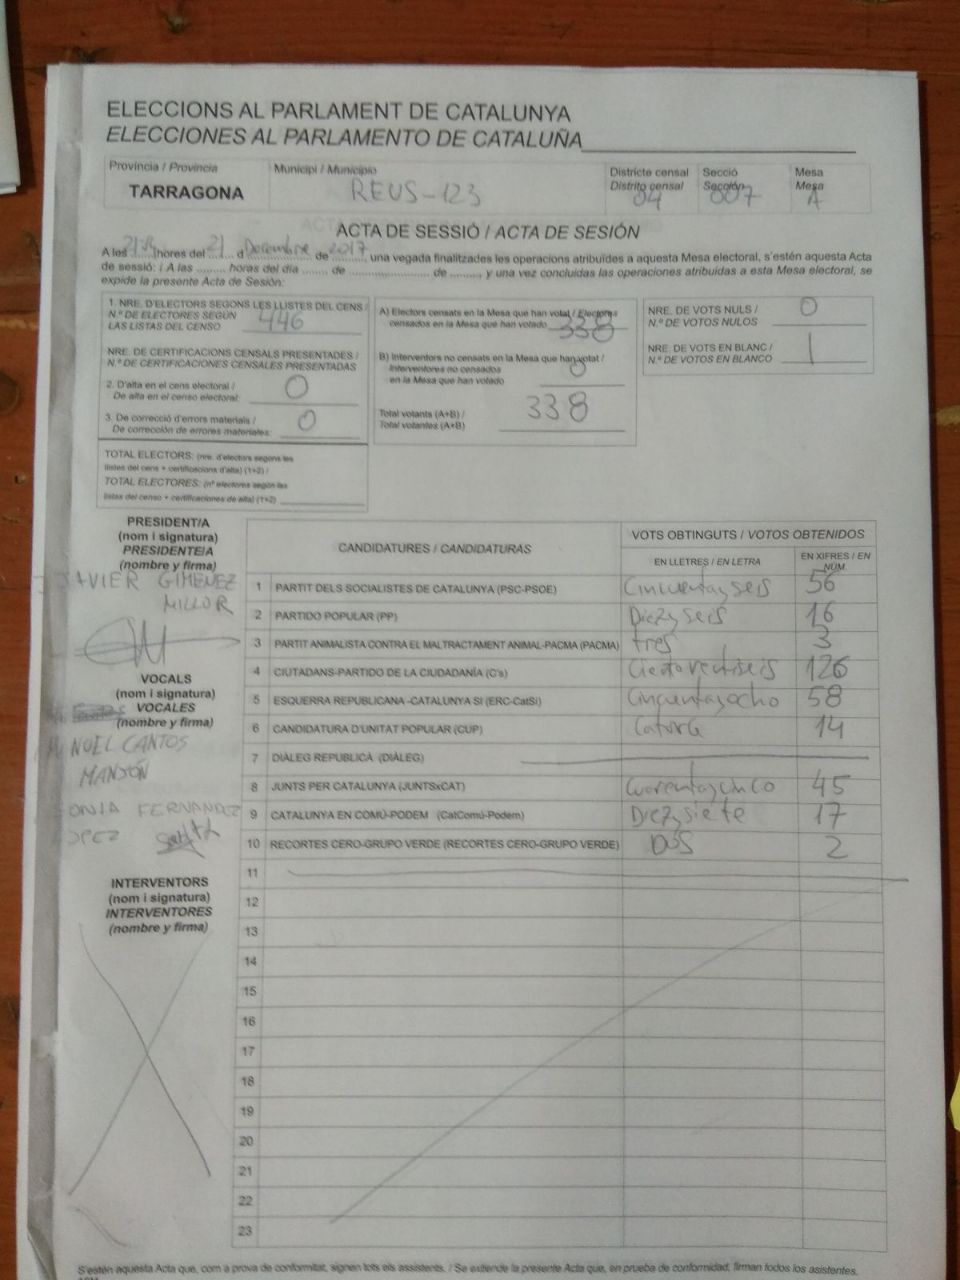 ELECCIONS AL PARLAMENT DE CATALUNYA
ELECCIONES AL PARLAMENTO DE CATALUÑA
Província / Provincia
TARRAGONA
Municipi / Municipio
REUS-123
Districte censal
Distrito censal
04
Secció
Sección
007
Mesa
Mesa
A
ACTA DE SESSIÓ / ACTA DE SESIÓN
A les ......... hores del 21 d Decembre de 2017, una vegada finalitzades les operacions atribuïdes a aquesta Mesa electoral, s'estén aquesta Acta
de sessió: / A las ......... horas del día ....... de ........................ de ........, y una vez concluidas las operaciones atribuidas a esta Mesa electoral, se
expide la presente Acta de Sesión:
1. NRE. D'ELECTORS SEGONS LES LLISTES DEL CENS /
N.º DE ELECTORES SEGÚN
LAS LISTAS DEL CENSO
446
NRE. DE CERTIFICACIONS CENSALS PRESENTADES /
N.º DE CERTIFICACIONES CENSALES PRESENTADAS
2. D'alta en el cens electoral /
De alta en el censo electoral: 0
3. De correcció d'errors materials /
De corrección de errores materiales: 0
TOTAL ELECTORS: (nre. d'electors segons les
llistes del cens + certificacions d'alta) (1+2) /
TOTAL ELECTORES: (nº electores según las
listas del censo + certificaciones de alta) (1+2)
A) Electors censats en la Mesa que han votat / Electores
censados en la Mesa que han votado 338
B) Interventors no censats en la Mesa que han votat /
Interventores no censados
en la Mesa que han votado 0
Total votants (A+B) /
Total votantes (A+B)
338
NRE. DE VOTS NULS /
N.º DE VOTOS NULOS
0
NRE. DE VOTS EN BLANC /
N.º DE VOTOS EN BLANCO
1
PRESIDENT/A
(nom i signatura)
PRESIDENTE/A
(nombre y firma)
JAVIER GIMENEZ
MILLOR
VOCALS
(nom i signatura)
VOCALES
(nombre y firma)
NUEL CANTOS
MANJÓN
ONIA FERNANDEZ
OPEZ
INTERVENTORS
(nom i signatura)
INTERVENTORES
(nombre y firma)
CANDIDATURES / CANDIDATURAS
VOTS OBTINGUTS / VOTOS OBTENIDOS
EN LLETRES / EN LETRA
EN XIFRES / EN
NÚM.
1 PARTIT DELS SOCIALISTES DE CATALUNYA (PSC-PSOE) Cincuentayseis 56
2 PARTIDO POPULAR (PP) Diezyseis 16
3 PARTIT ANIMALISTA CONTRA EL MALTRACTAMENT ANIMAL-PACMA (PACMA) tres 3
4 CIUTADANS-PARTIDO DE LA CIUDADANÍA (C's) 126
5 ESQUERRA REPUBLICANA -CATALUNYA SÍ (ERC-CatSí) Cincuentayocho 58
6 CANDIDATURA D'UNITAT POPULAR (CUP) Catorce 14
7 DIÀLEG REPUBLICÀ (DIÀLEG)
8 JUNTS PER CATALUNYA (JUNTSxCAT) Cuarentaycinco 45
9 CATALUNYA EN COMÚ-PODEM (CatComú-Podem) Diezysiete 17
10 RECORTES CERO-GRUPO VERDE (RECORTES CERO-GRUPO VERDE) DOS 2
11
12
13
14
15
16
17
18
19
20
21
22
23
S'estén aquesta Acta que, com a prova de conformitat, signen tots els assistents. / Se extiende la presente Acta que, en prueba de conformidad, firman todos los asistentes.